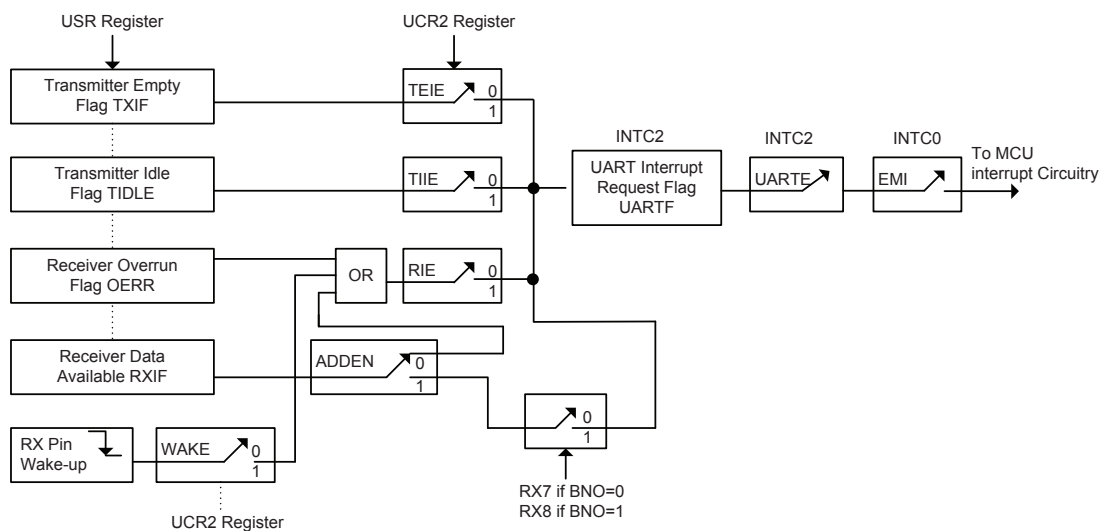 USR Register
UCR2 Register
Transmitter Empty
Flag TXIF
TEIE
0
1
INTC2
INTC2
INTC0
Transmitter Idle
Flag TIDLE
TIIE
0
1
UART Interrupt
Request Flag
UARTF
UARTE
EMI
To MCU
interrupt Circuitry
Receiver Overrun
Flag OERR
OR
RIE
0
1
Receiver Data
Available RXIF
ADDEN
0
1
0
1
RX Pin
Wake-up
WAKE
0
1
RX7 if BNO=0
RX8 if BNO=1
UCR2 Register